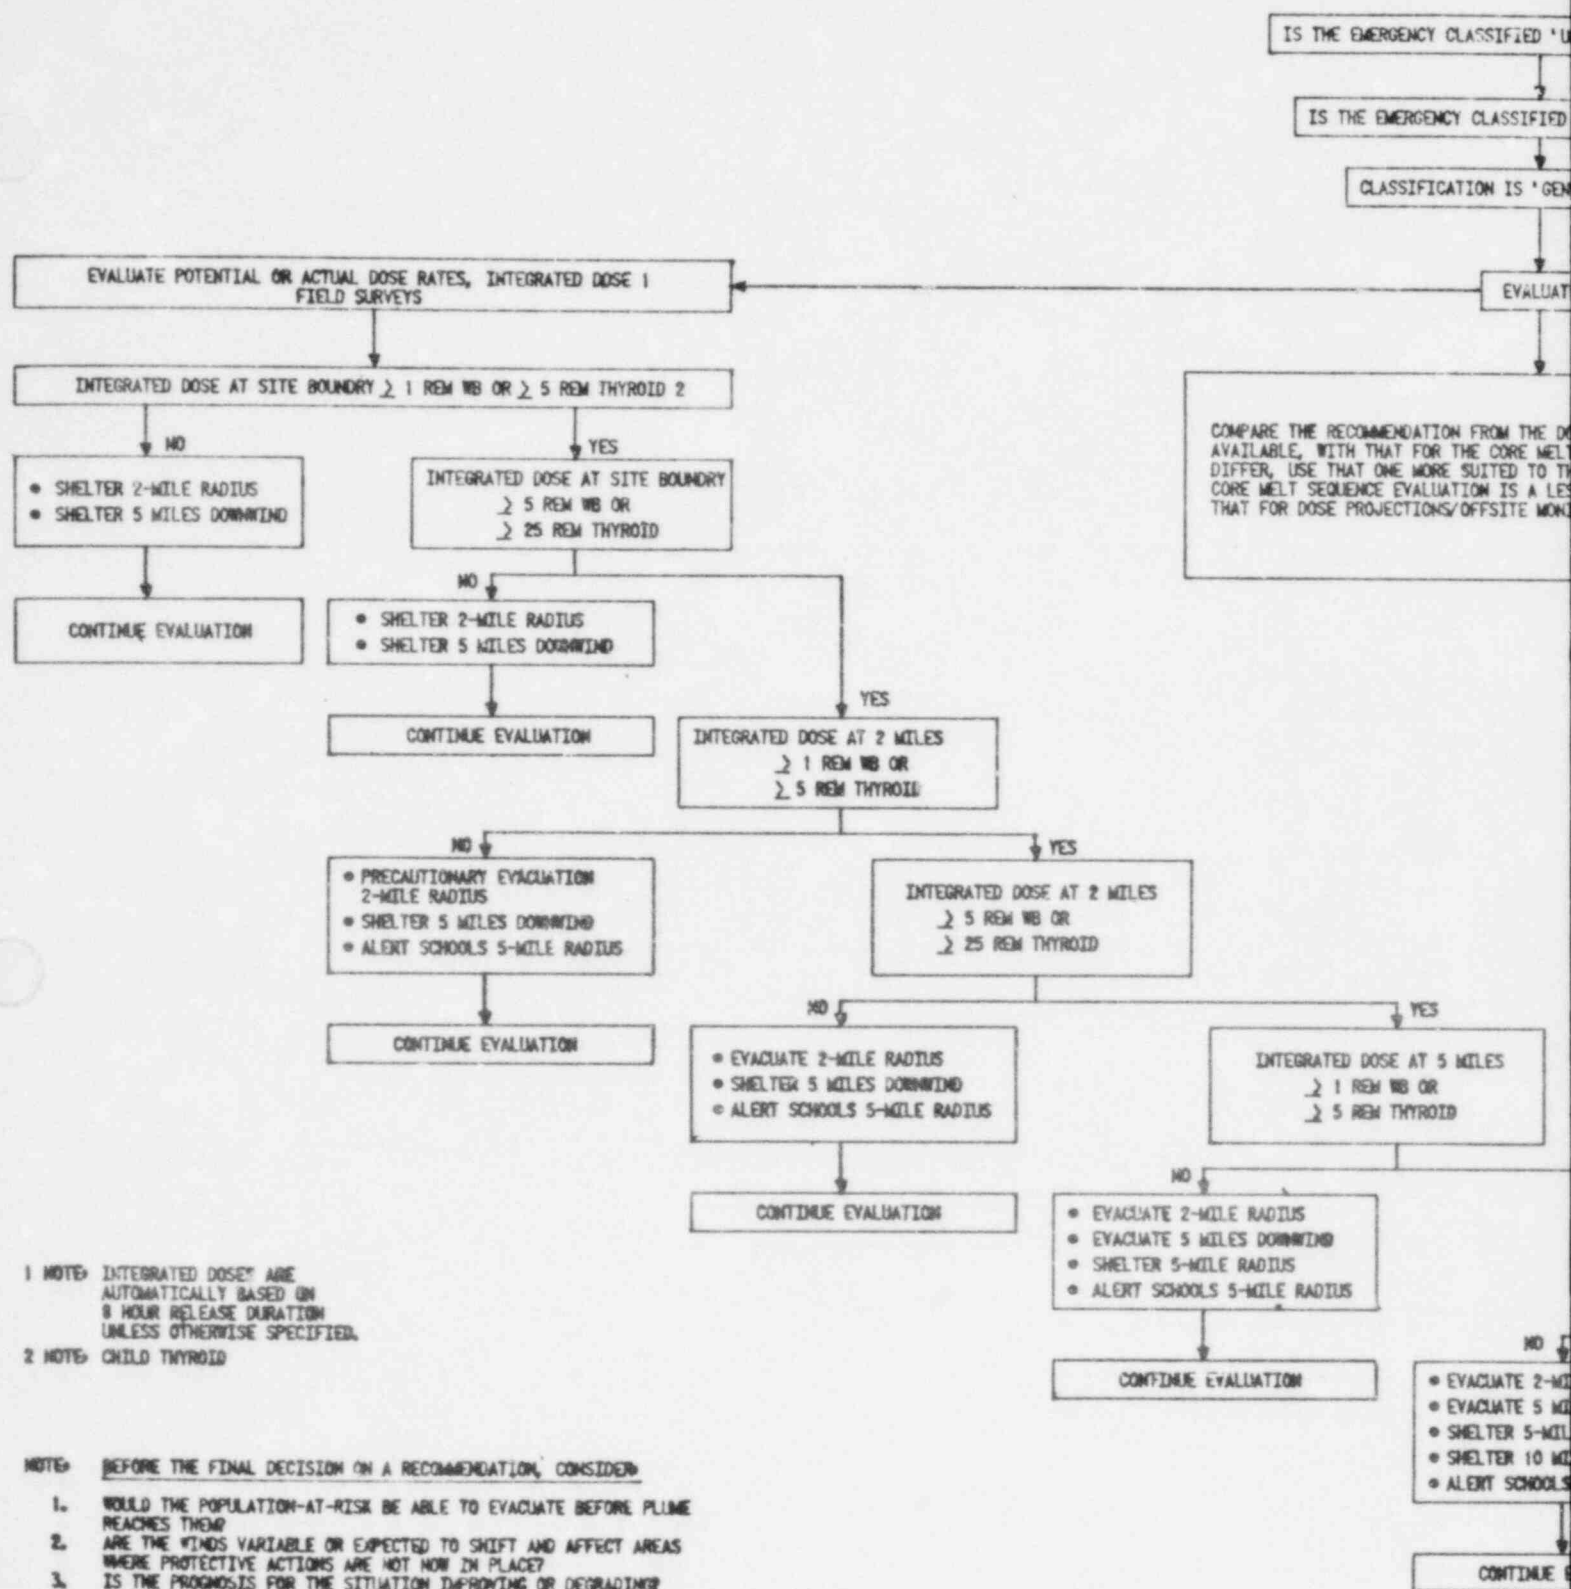 IS THE EMERGENCY CLASSIFIED 'U
IS THE EMERGENCY CLASSIFIED
CLASSIFICATION IS 'GEN
EVALUATE POTENTIAL OR ACTUAL DOSE RATES, INTEGRATED DOSE 1
FIELD SURVEYS
EVALUAT
INTEGRATED DOSE AT SITE BOUNDRY ≥ 1 REM WB OR ≥ 5 REM THYROID 2
COMPARE THE RECOMMENDATION FROM THE DO
AVAILABLE, WITH THAT FOR THE CORE MELT
DIFFER, USE THAT ONE MORE SUITED TO TH
CORE MELT SEQUENCE EVALUATION IS A LES
THAT FOR DOSE PROJECTIONS/OFFSITE MONI
NO
• SHELTER 2-MILE RADIUS
• SHELTER 5 MILES DOWNWIND
CONTINUE EVALUATION
YES
INTEGRATED DOSE AT SITE BOUNDRY
≥ 5 REM WB OR
≥ 25 REM THYROID
NO
• SHELTER 2-MILE RADIUS
• SHELTER 5 MILES DOWNWIND
CONTINUE EVALUATION
YES
INTEGRATED DOSE AT 2 MILES
≥ 1 REM WB OR
≥ 5 REM THYROID
NO
• PRECAUTIONARY EVACUATION
2-MILE RADIUS
• SHELTER 5 MILES DOWNWIND
• ALERT SCHOOLS 5-MILE RADIUS
CONTINUE EVALUATION
YES
INTEGRATED DOSE AT 2 MILES
≥ 5 REM WB OR
≥ 25 REM THYROID
NO
• EVACUATE 2-MILE RADIUS
• SHELTER 5 MILES DOWNWIND
• ALERT SCHOOLS 5-MILE RADIUS
CONTINUE EVALUATION
YES
INTEGRATED DOSE AT 5 MILES
≥ 1 REM WB OR
≥ 5 REM THYROID
NO
• EVACUATE 2-MILE RADIUS
• EVACUATE 5 MILES DOWNWIND
• SHELTER 5-MILE RADIUS
• ALERT SCHOOLS 5-MILE RADIUS
CONTINUE EVALUATION
NO
• EVACUATE 2-MI
• EVACUATE 5 MI
• SHELTER 5-MIL
• SHELTER 10 MI
• ALERT SCHOOLS
CONTINUE E
1 NOTE: INTEGRATED DOSE* ARE
AUTOMATICALLY BASED ON
8 HOUR RELEASE DURATION
UNLESS OTHERWISE SPECIFIED.
2 NOTE: CHILD THYROID
NOTE: BEFORE THE FINAL DECISION ON A RECOMMENDATION, CONSIDER:
1. WOULD THE POPULATION-AT-RISK BE ABLE TO EVACUATE BEFORE PLUME
REACHES THEM?
2. ARE THE WINDS VARIABLE OR EXPECTED TO SHIFT AND AFFECT AREAS
WHERE PROTECTIVE ACTIONS ARE NOT NOW IN PLACE?
3. IS THE PROGNOSIS FOR THE SITUATION IMPROVING OR DEGRADING?